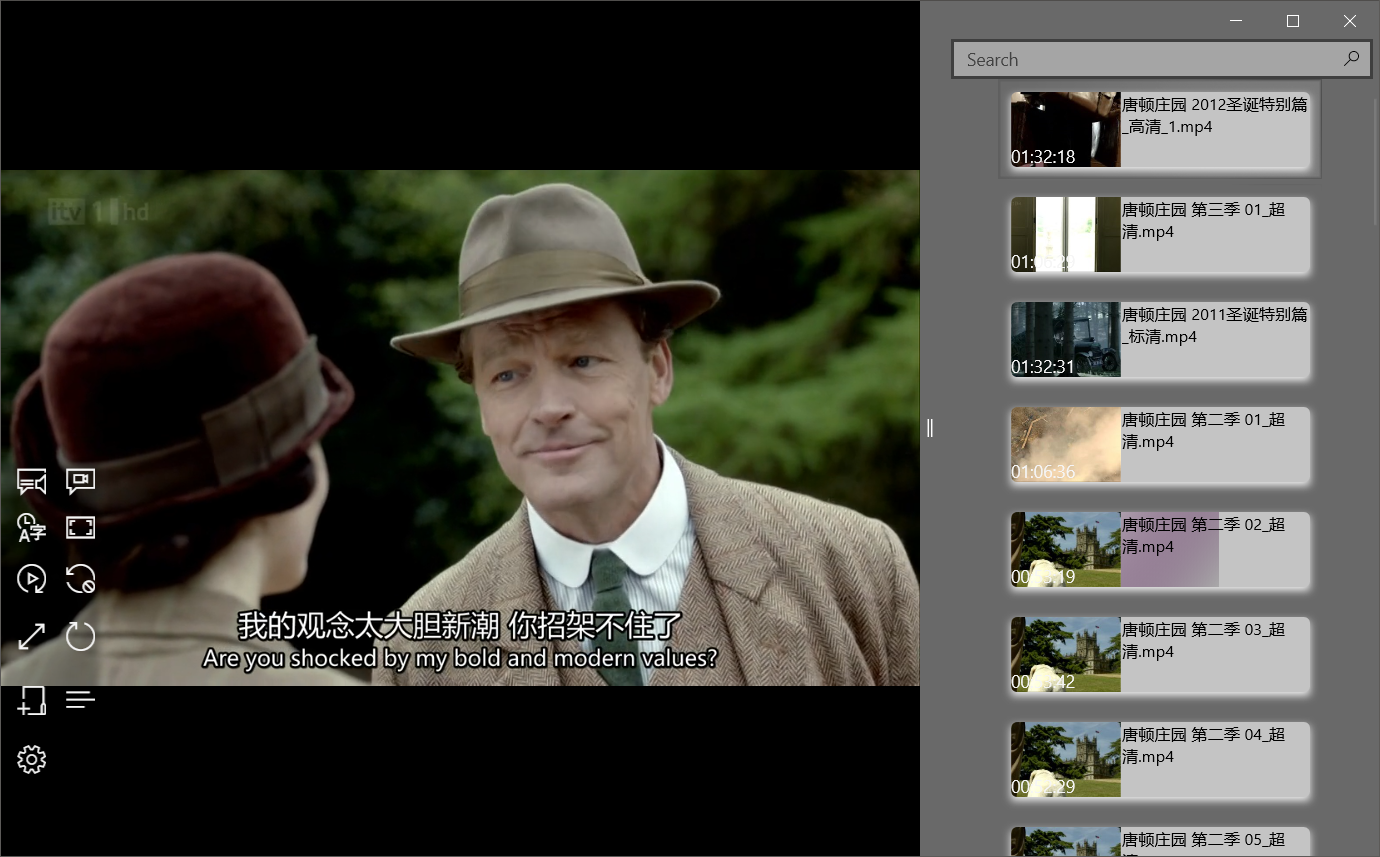 itv 1 hd
我的观念太大胆新潮 你招架不住了
Are you shocked by my bold and modern values?
Search
唐顿庄园 2012圣诞特别篇
_高清_1.mp4
01:32:18
唐顿庄园 第三季 01_超
清.mp4
唐顿庄园 2011圣诞特别篇
_标清.mp4
01:32:31
唐顿庄园 第二季 01_超
清.mp4
01:06:36
唐顿庄园 第二季 02_超
清.mp4
唐顿庄园 第二季 03_超
清.mp4
唐顿庄园 第二季 04_超
清.mp4
唐顿庄园 第二季 05_超